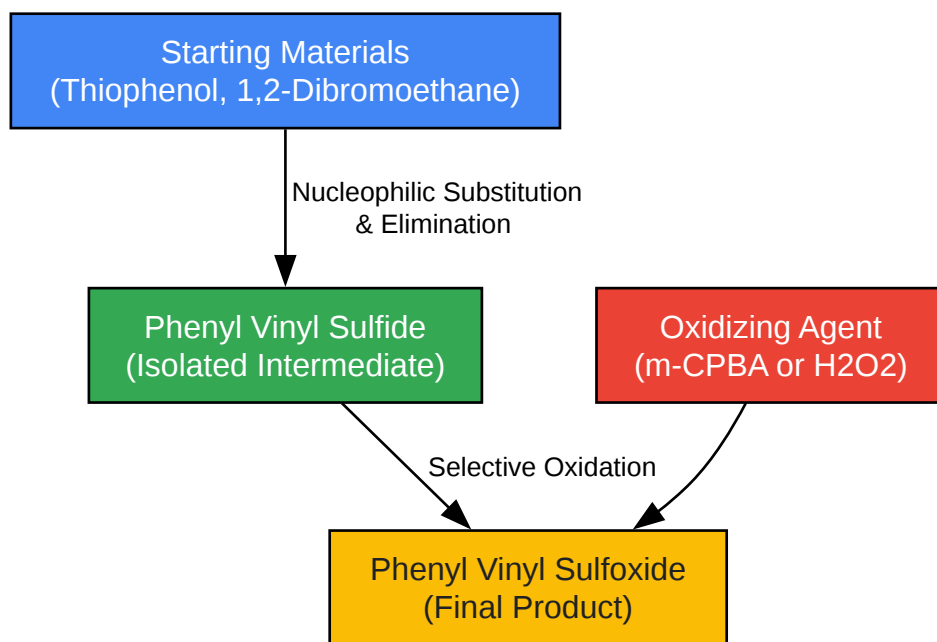 Starting Materials
(Thiophenol, 1,2-Dibromoethane)
Nucleophilic Substitution
& Elimination
Phenyl Vinyl Sulfide
(Isolated Intermediate)
Oxidizing Agent
(m-CPBA or H2O2)
Selective Oxidation
Phenyl Vinyl Sulfoxide
(Final Product)